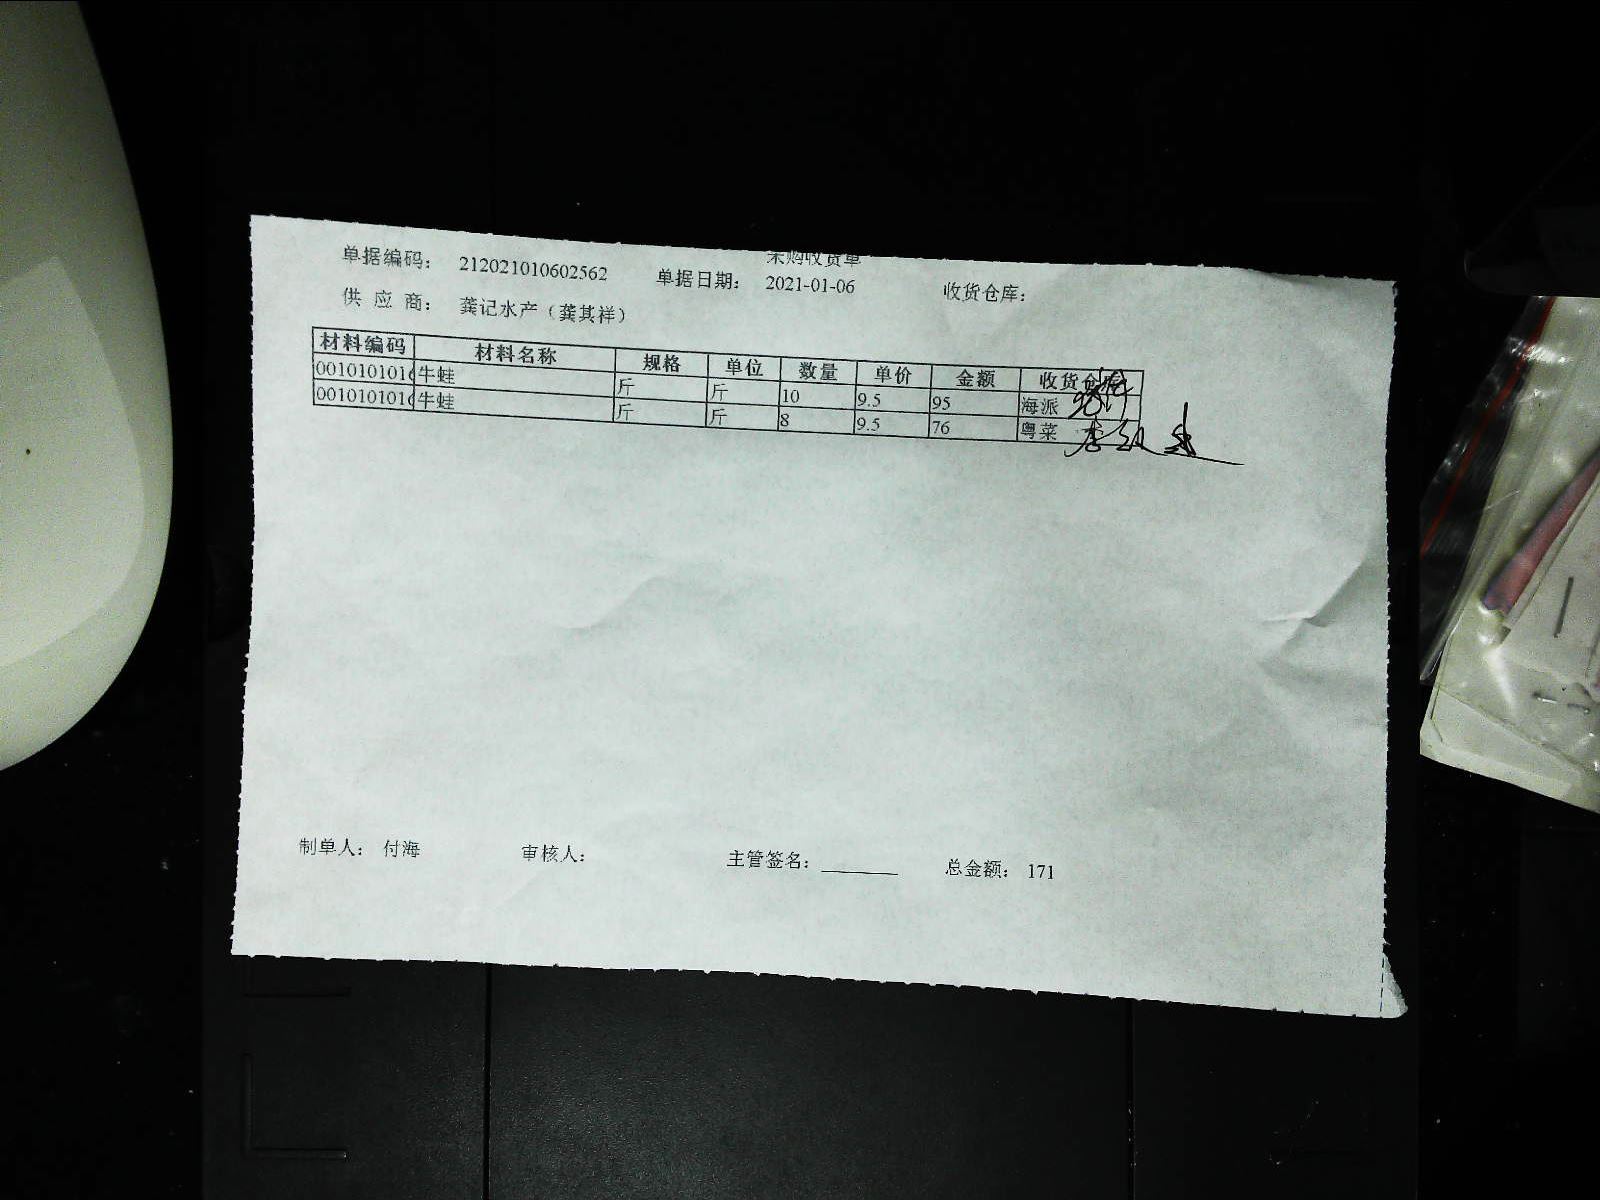 采购收货单
单据编码： 212021010602562 单据日期： 2021-01-06 收货仓库：
供 应 商： 龚记水产（龚其祥）
材料编码 材料名称 规格 单位 数量 单价 金额 收货仓库
001010101 牛蛙 斤 斤 10 9.5 95 海派
001010101 牛蛙 斤 斤 8 9.5 76 粤菜
制单人： 付海 审核人： 主管签名： 总金额： 171